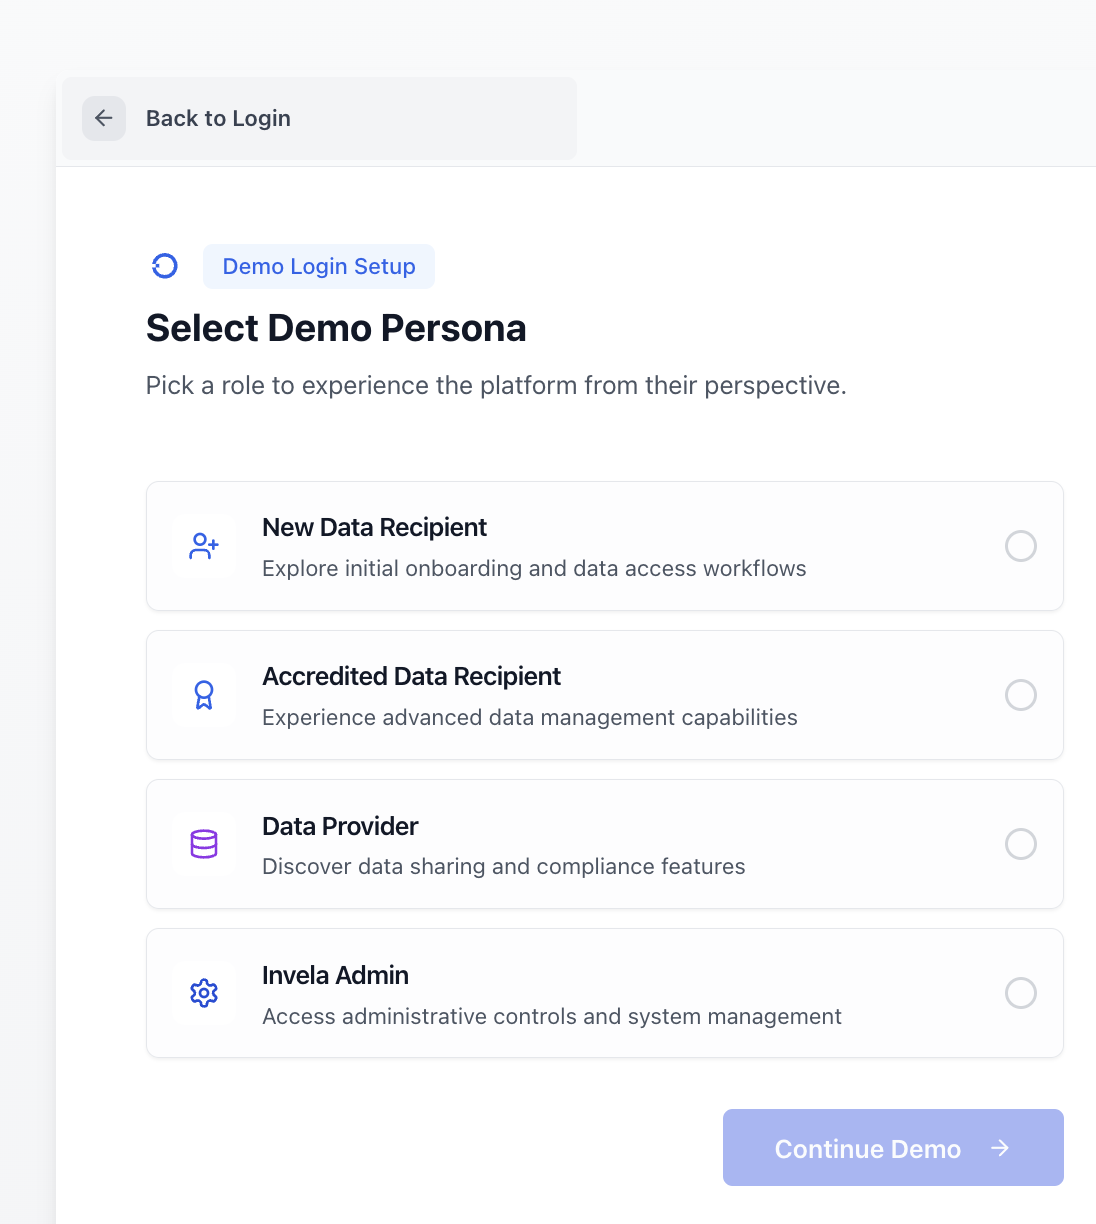 Back to Login
Demo Login Setup
Select Demo Persona
Pick a role to experience the platform from their perspective.
New Data Recipient
Explore initial onboarding and data access workflows
Accredited Data Recipient
Experience advanced data management capabilities
Data Provider
Discover data sharing and compliance features
Invela Admin
Access administrative controls and system management
Continue Demo